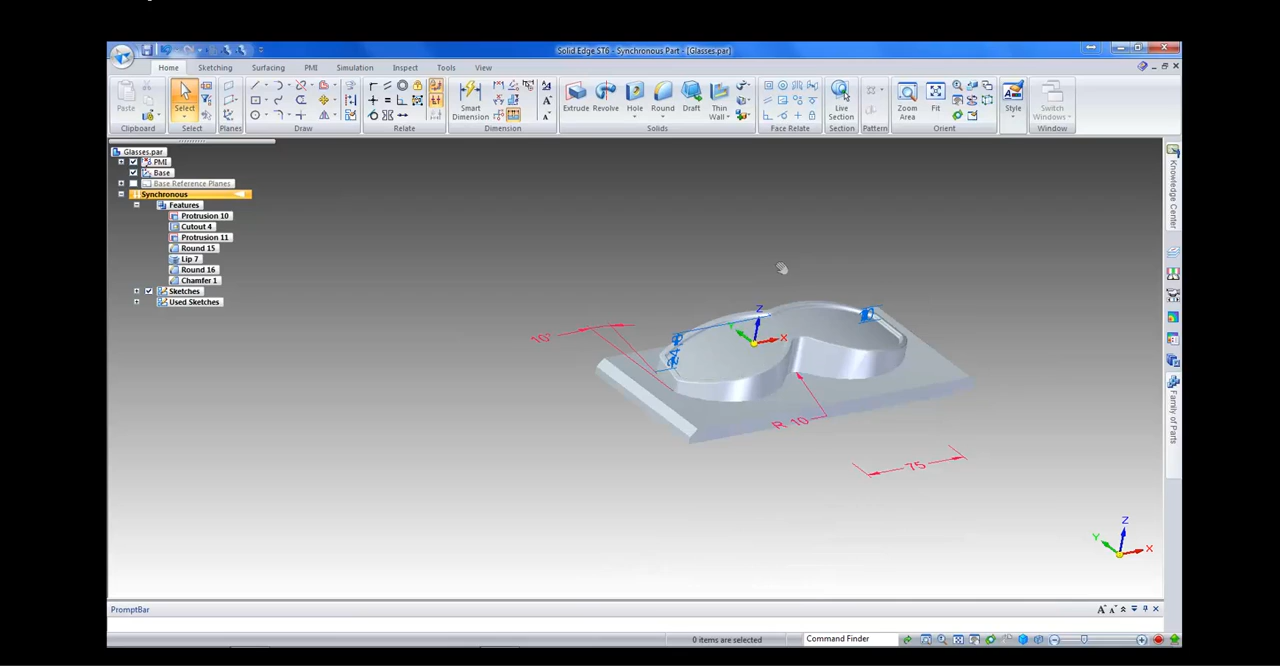 Solid Edge ST6 - Synchronous Part - [Glasses.par]
Home Sketching Surfacing PMI Simulation Inspect Tools View
Paste Select Smart Dimension Extrude Revolve Hole Round Draft Thin Wall Live Section Zoom Area Fit Style Switch Windows
Clipboard Select Planes Draw Relate Dimension Solids Face Relate Section Pattern Orient Window
Glasses.par
PMI
Base
Base Reference Planes
Synchronous
Features
Protrusion 10
Cutout 4
Protrusion 11
Round 15
Lip 7
Round 16
Chamfer 1
Sketches
Used Sketches
Knowledge Center
Family of Parts
Z
Y
X
10°
24
R 10
75
Z
Y
X
PromptBar
0 items are selected
Command Finder